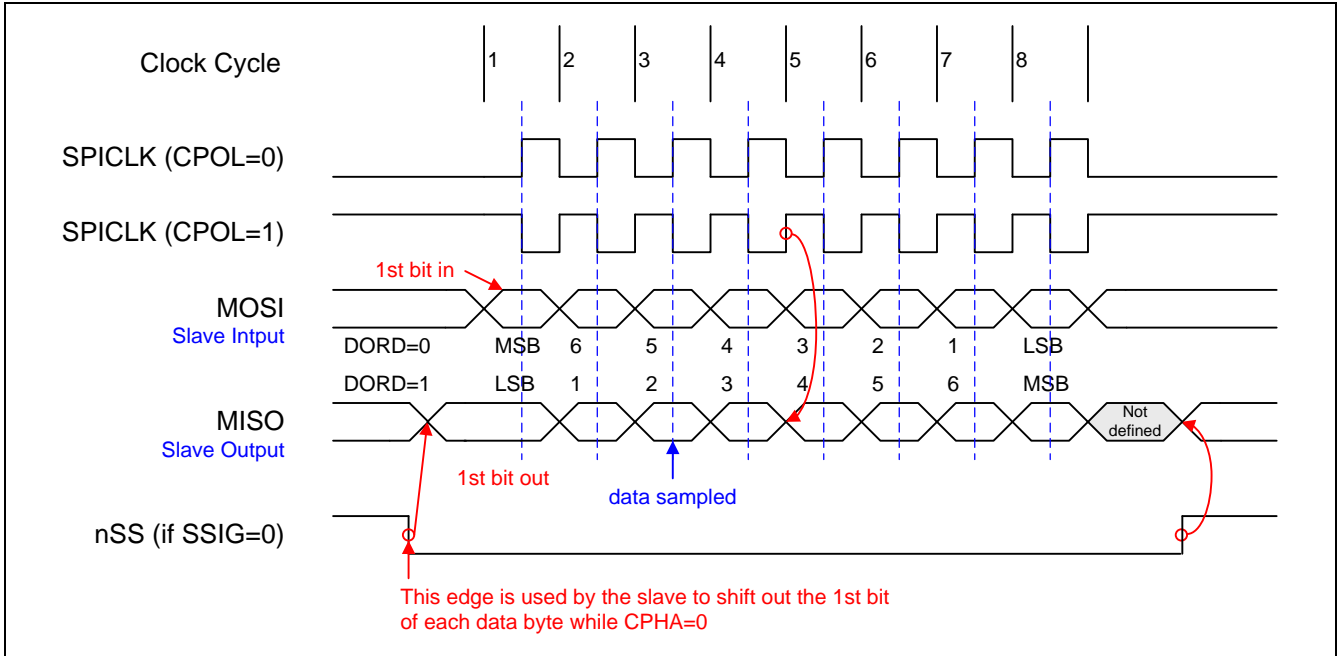 Clock Cycle
1 2 3 4 5 6 7 8
SPICLK (CPOL=0)
SPICLK (CPOL=1)
1st bit in
MOSI
Slave Intput
DORD=0 MSB 6 5 4 3 2 1 LSB
DORD=1 LSB 1 2 3 4 5 6 MSB
MISO
Slave Output
Not
defined
1st bit out
data sampled
nSS (if SSIG=0)
This edge is used by the slave to shift out the 1st bit
of each data byte while CPHA=0